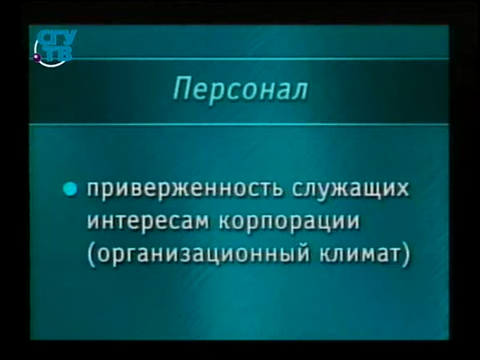 СГУ
ТВ
Персонал
приверженность служащих
интересам корпорации
(организационный климат)